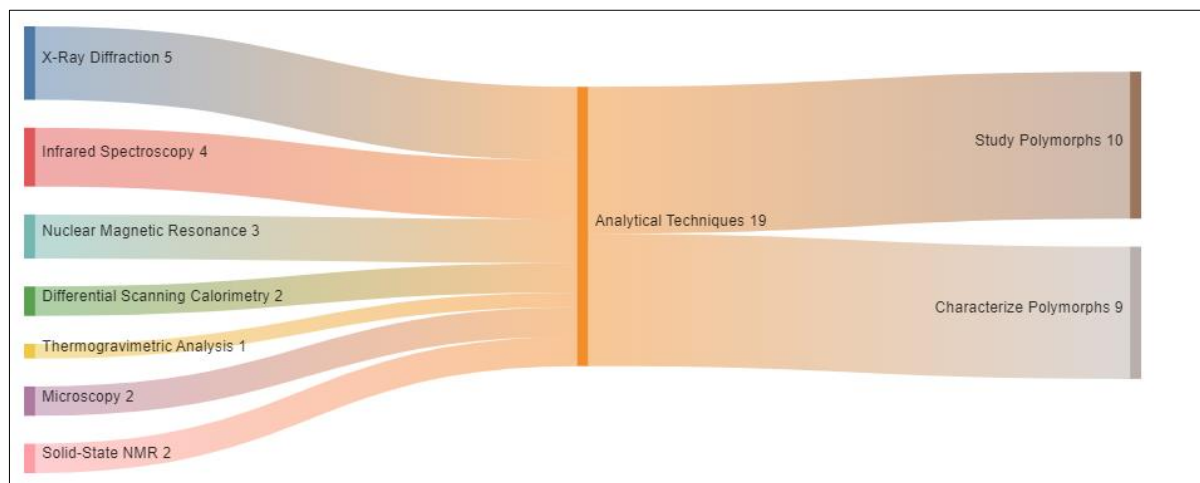 X-Ray Diffraction 5
Infrared Spectroscopy 4
Nuclear Magnetic Resonance 3
Differential Scanning Calorimetry 2
Thermogravimetric Analysis 1
Microscopy 2
Solid-State NMR 2
Analytical Techniques 19
Study Polymorphs 10
Characterize Polymorphs 9